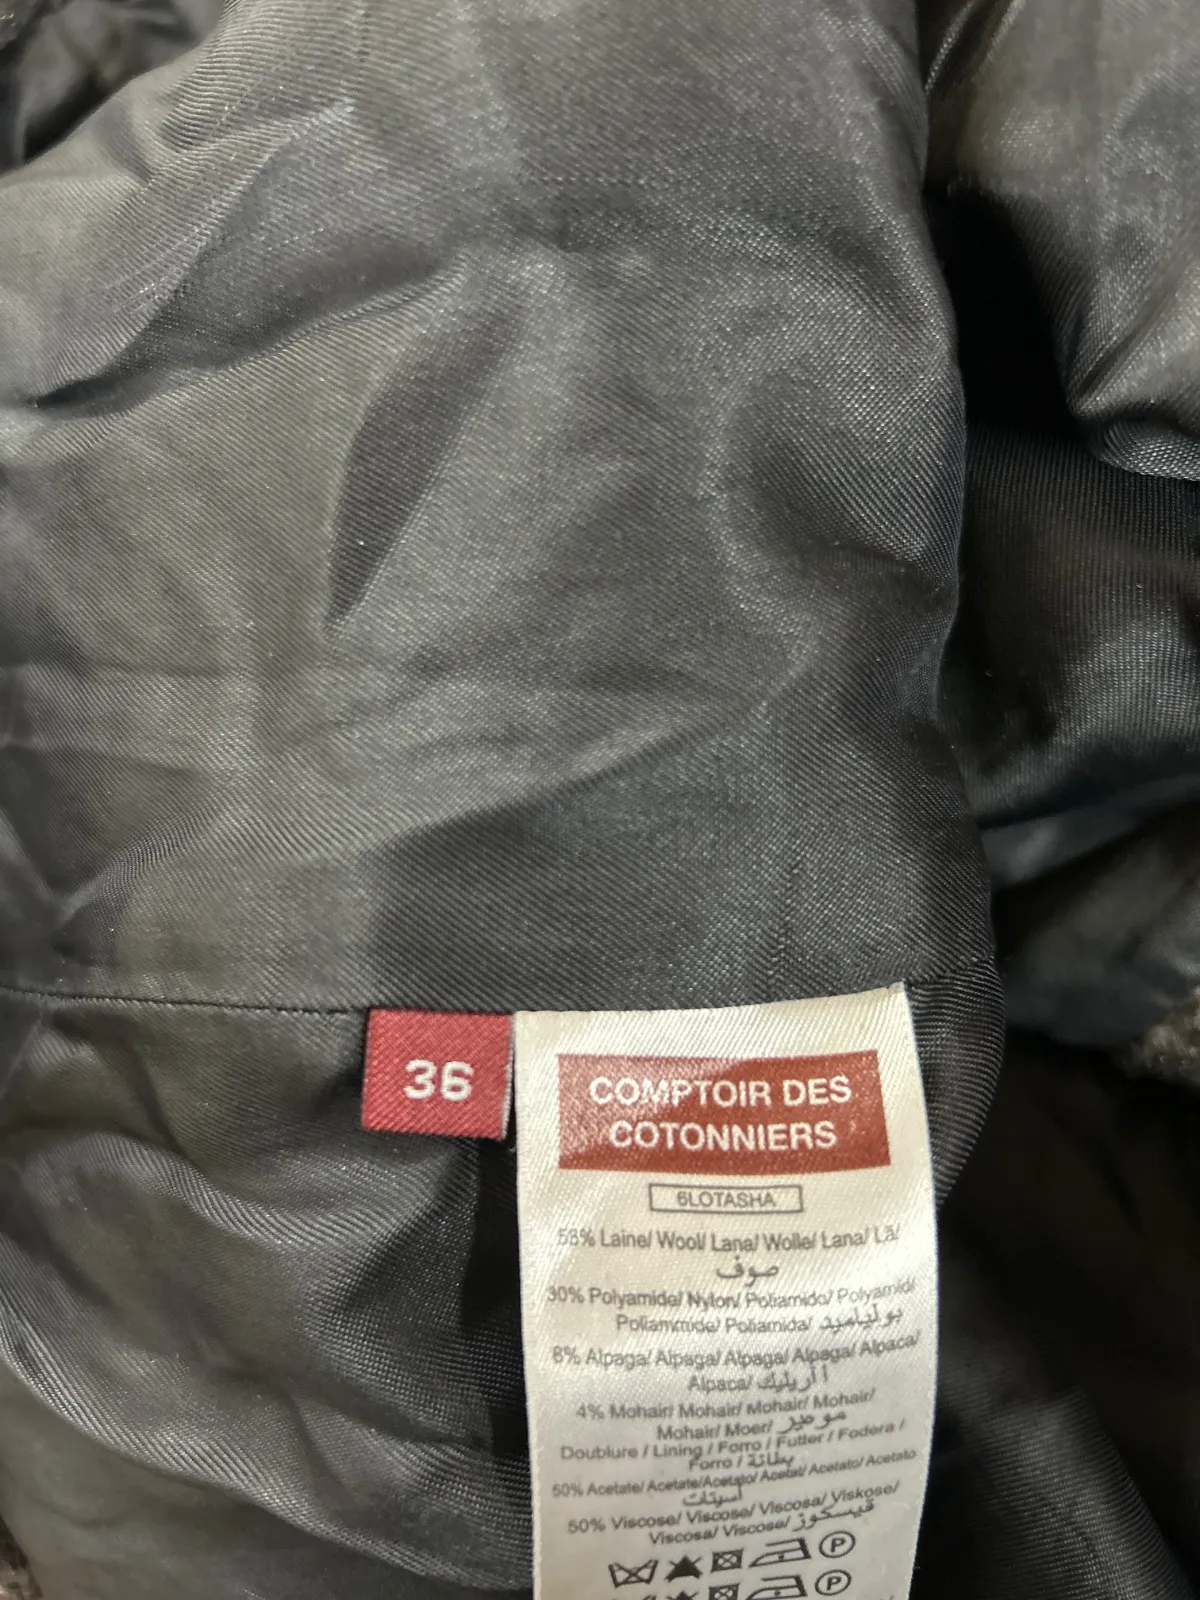 36
COMPTOIR DES
COTONNIERS
6LOTASHA
58% Laine/ Wool/ Lana/ Wolle/ Lana/ Lã/
صوف
30% Polyamide/ Nylon/ Poliamida/ Polyamid/
Poliammide/ Poliamida/ بولياميد
8% Alpaga/ Alpaga/ Alpaga/ Alpaga/ Alpaca/
Alpaca/
4% Mohair/ Mohair/ Mohair/ Mohair/
Mohair/ Moer/ موهير
Doublure / Lining / Forro / Futter / Fodera /
Forro / بطانة
50% Acetate/ Acetate/Acetato/ Acetat/ Acetato/ Acetato
أسيتات
50% Viscose/ Viscose/ Viscosa/ Viskose/
Viscosa/ Viscose/ فيسكوز
P
P